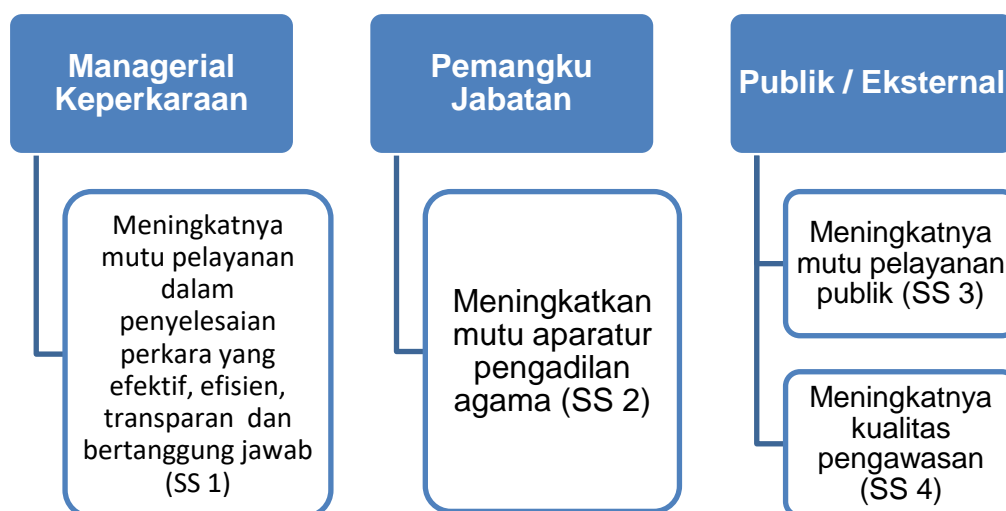 Managerial
Keperkaraan
Meningkatnya
mutu pelayanan
dalam
penyelesaian
perkara yang
efektif, efisien,
transparan dan
bertanggung jawab
(SS 1)
Pemangku
Jabatan
Meningkatkan
mutu aparatur
pengadilan
agama (SS 2)
Publik / Eksternal
Meningkatnya
mutu pelayanan
publik (SS 3)
Meningkatnya
kualitas
pengawasan
(SS 4)